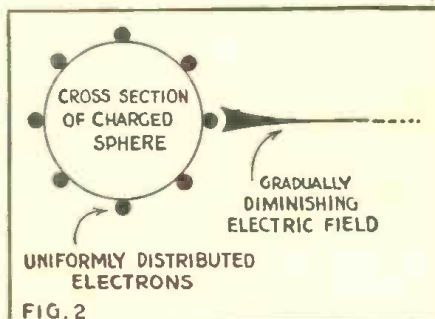 CROSS SECTION
OF CHARGED
SPHERE
GRADUALLY
DIMINISHING
ELECTRIC FIELD
UNIFORMLY DISTRIBUTED
ELECTRONS
FIG. 2